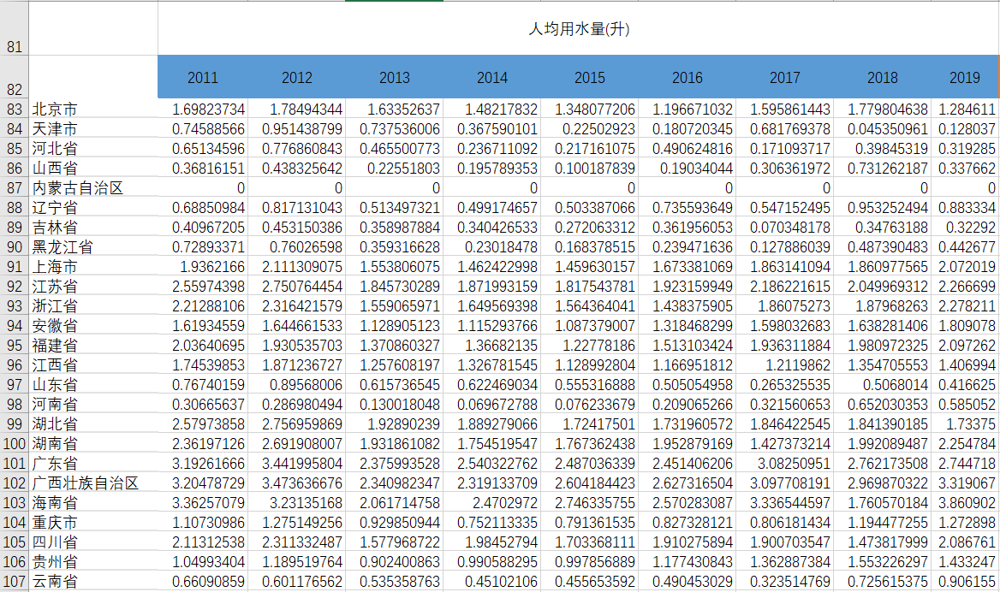 81 人均用水量(升)
82 2011 2012 2013 2014 2015 2016 2017 2018 2019
83 北京市 1.69823734 1.78494344 1.63352637 1.48217832 1.348077206 1.196671032 1.595861443 1.779804638 1.284611
84 天津市 0.74588566 0.951438799 0.737536006 0.367590101 0.22502923 0.180720345 0.681769378 0.045350961 0.128037
85 河北省 0.65134596 0.776860843 0.465500773 0.236711092 0.217161075 0.490624816 0.171093717 0.39845319 0.319285
86 山西省 0.36816151 0.438325642 0.22551803 0.195789353 0.100187839 0.19034044 0.306361972 0.731262187 0.337662
87 内蒙古自治区 0 0 0 0 0 0 0 0 0
88 辽宁省 0.68850984 0.817131043 0.513497321 0.499174657 0.503387066 0.735593649 0.547152495 0.953252494 0.883334
89 吉林省 0.40967205 0.453150386 0.358987884 0.340426533 0.272063312 0.361956053 0.070348178 0.34763188 0.32292
90 黑龙江省 0.72893371 0.76026598 0.359316628 0.23018478 0.168378515 0.239471636 0.127886039 0.487390483 0.442677
91 上海市 1.9362166 2.111309075 1.553806075 1.462422998 1.459630157 1.673381069 1.863141094 1.860977565 2.072019
92 江苏省 2.55974398 2.750764454 1.845730289 1.871993159 1.817543781 1.923159949 2.186221615 2.049969312 2.266699
93 浙江省 2.21288106 2.316421579 1.559065971 1.649569398 1.564364041 1.438375905 1.86075273 1.87968263 2.278211
94 安徽省 1.61934559 1.644661533 1.128905123 1.115293766 1.087379007 1.318468299 1.598032683 1.638281406 1.809078
95 福建省 2.03640695 1.930535703 1.370860327 1.36682135 1.22778186 1.513103424 1.936311884 1.980972325 2.097262
96 江西省 1.74539853 1.871236727 1.257608197 1.326781545 1.128992804 1.166951812 1.2119862 1.354705553 1.406994
97 山东省 0.76740159 0.89568006 0.615736545 0.622469034 0.555316888 0.505054958 0.265325535 0.5068014 0.416625
98 河南省 0.30665637 0.286980494 0.130018048 0.069672788 0.076233679 0.209065266 0.321560653 0.652030353 0.585052
99 湖北省 2.57973858 2.756959869 1.92890239 1.889279066 1.72417501 1.731960572 1.846422545 1.841390185 1.73375
100 湖南省 2.36197126 2.691908007 1.931861082 1.754519547 1.767362438 1.952879169 1.427373214 1.992089487 2.254784
101 广东省 3.19261666 3.441995804 2.375993528 2.540322762 2.487036339 2.451406206 3.08250951 2.762173508 2.744718
102 广西壮族自治区 3.20478729 3.473636676 2.340982347 2.319133709 2.604184423 2.627316504 3.097708191 2.969870322 3.319067
103 海南省 3.36257079 3.23135168 2.061714758 2.4702972 2.746335755 2.570283087 3.336544597 1.760570184 3.860902
104 重庆市 1.10730986 1.275149256 0.929850944 0.752113335 0.791361535 0.827328121 0.806181434 1.194477255 1.272898
105 四川省 2.11312538 2.311332487 1.577968722 1.98452794 1.703368111 1.910275894 1.900703547 1.473817999 2.086761
106 贵州省 1.04993404 1.189519764 0.902400863 0.990588295 0.997856889 1.177430843 1.362887384 1.553226297 1.433247
107 云南省 0.66090859 0.601176562 0.535358763 0.45102106 0.455653592 0.490453029 0.323514769 0.725615375 0.906155